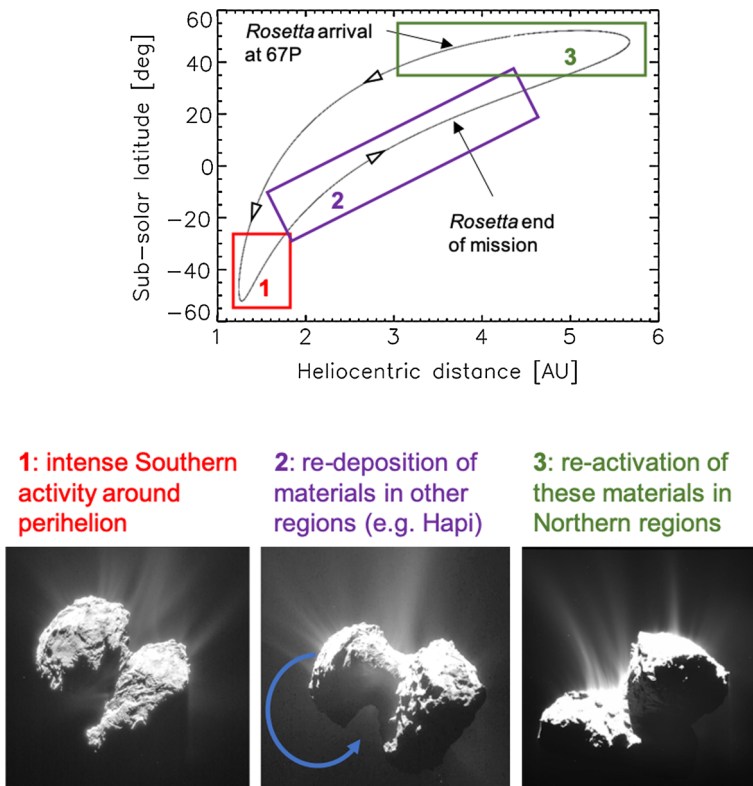 60
40
20
0
−20
−40
−60
Sub-solar latitude [deg]
Rosetta arrival
at 67P
3
2
Rosetta end
of mission
1
1 2 3 4 5 6
Heliocentric distance [AU]
1: intense Southern
activity around
perihelion
2: re-deposition of
materials in other
regions (e.g. Hapi)
3: re-activation of
these materials in
Northern regions